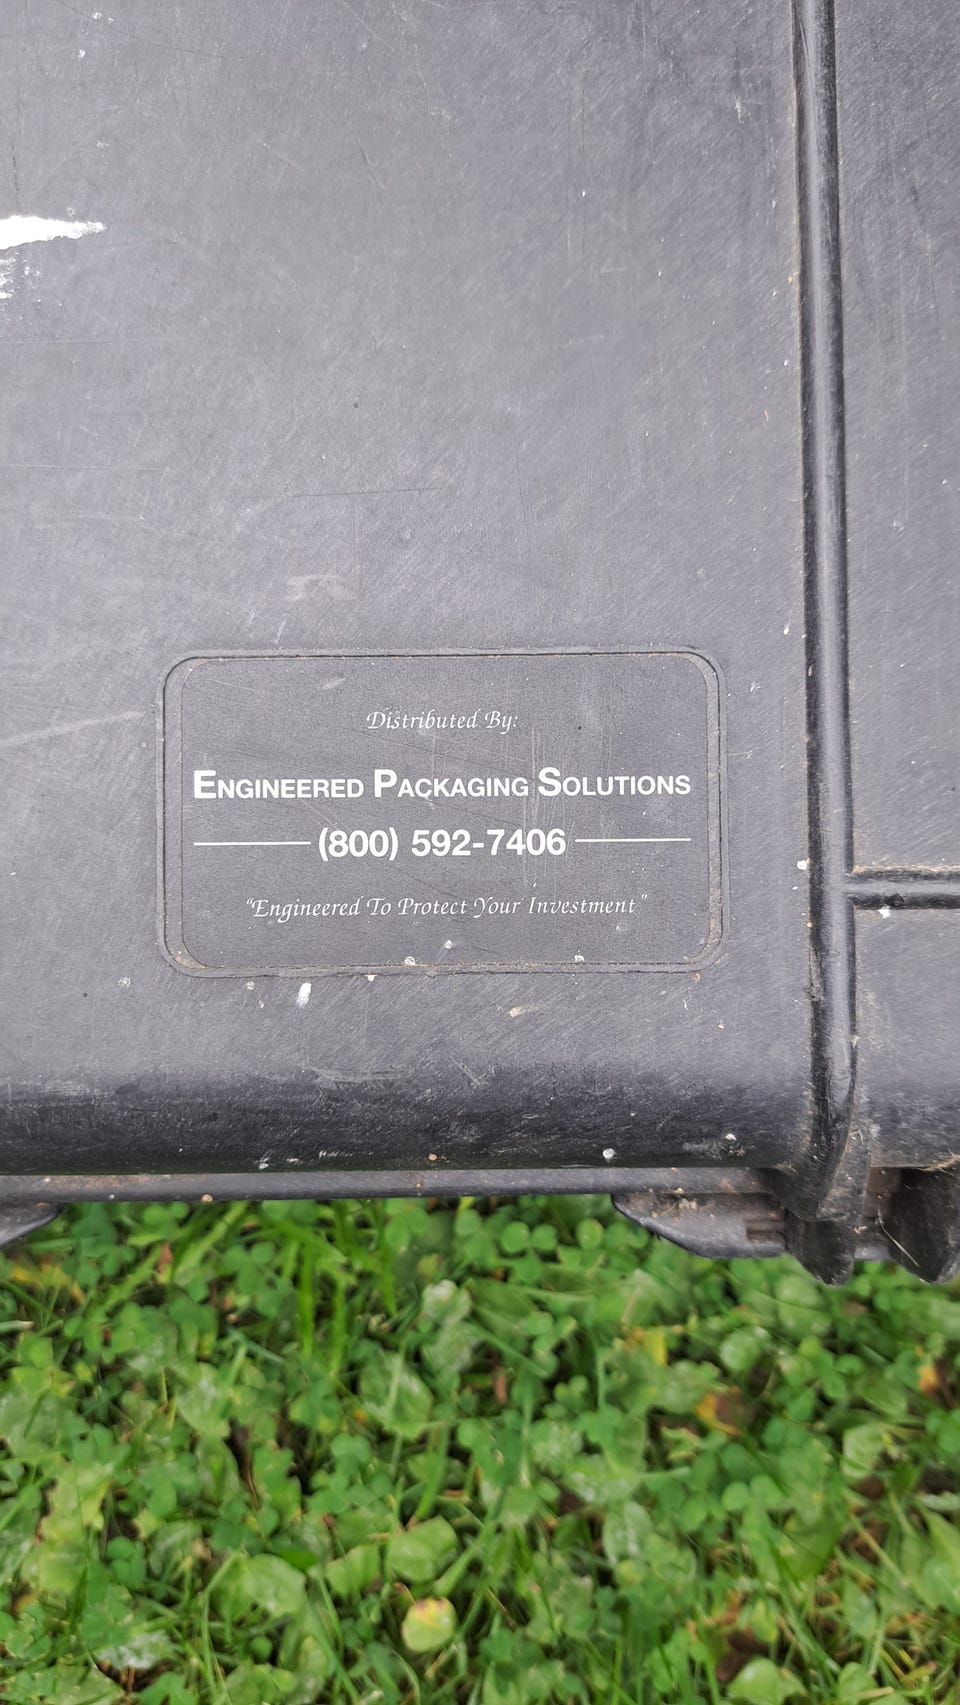 Distributed By:
ENGINEERED PACKAGING SOLUTIONS
(800) 592-7406
"Engineered To Protect Your Investment"